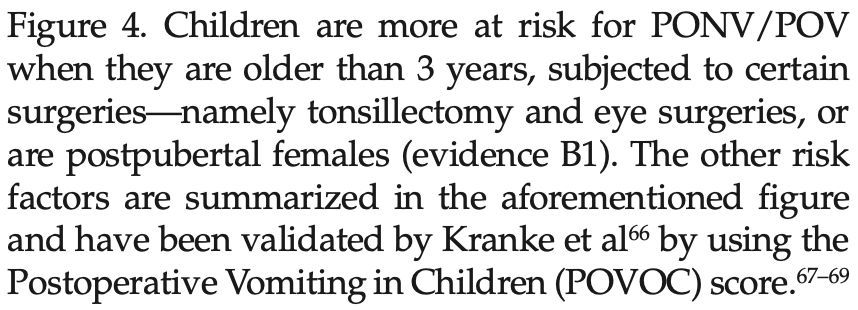 Figure 4. Children are more at risk for PONV/POV
when they are older than 3 years, subjected to certain
surgeries—namely tonsillectomy and eye surgeries, or
are postpubertal females (evidence B1). The other risk
factors are summarized in the aforementioned figure
and have been validated by Kranke et al⁶⁶ by using the
Postoperative Vomiting in Children (POVOC) score.⁶⁷⁻⁶⁹